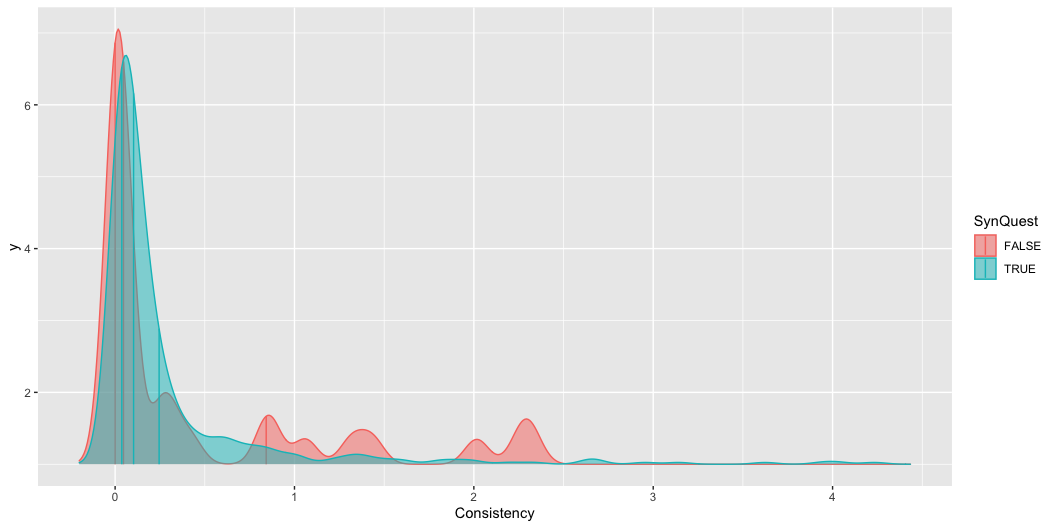 y
6
4
2
0
1
2
3
4
Consistency
SynQuest
FALSE
TRUE